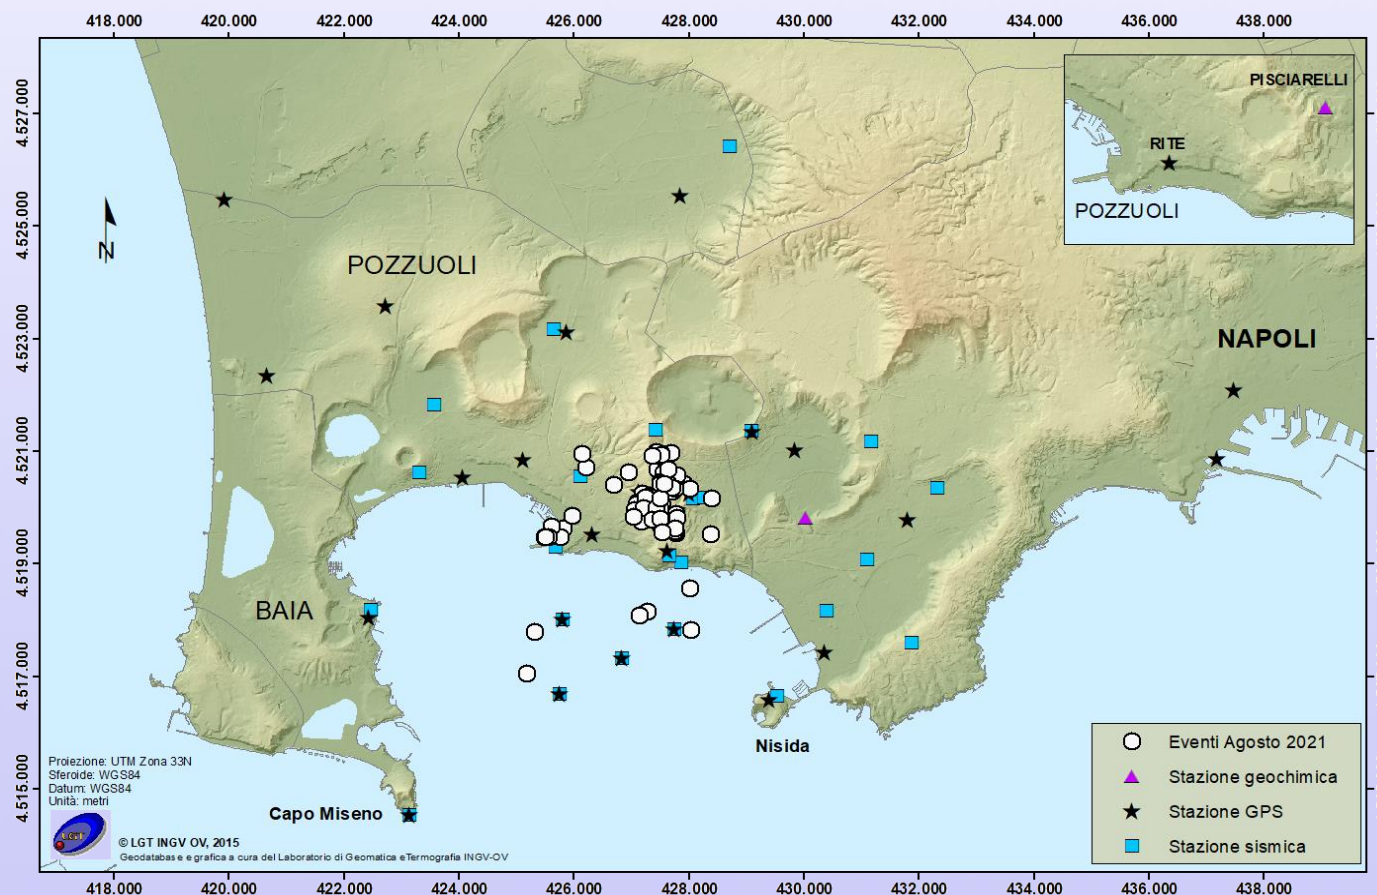 418.000 420.000 422.000 424.000 426.000 428.000 430.000 432.000 434.000 436.000 438.000
4.527.000
4.525.000
4.523.000
4.521.000
4.519.000
4.517.000
4.515.000
N
PISCIARELLI
RITE
POZZUOLI
POZZUOLI
NAPOLI
BAIA
Nisida
Capo Miseno
Proiezione: UTM Zona 33N
Sferoide: WGS84
Datum: WGS84
Unità: metri
LGT
© LGT INGV OV, 2015
Geodatabase e grafica a cura del Laboratorio di Geomatica e Termografia INGV-OV
Eventi Agosto 2021
Stazione geochimica
Stazione GPS
Stazione sismica
418.000 420.000 422.000 424.000 426.000 428.000 430.000 432.000 434.000 436.000 438.000